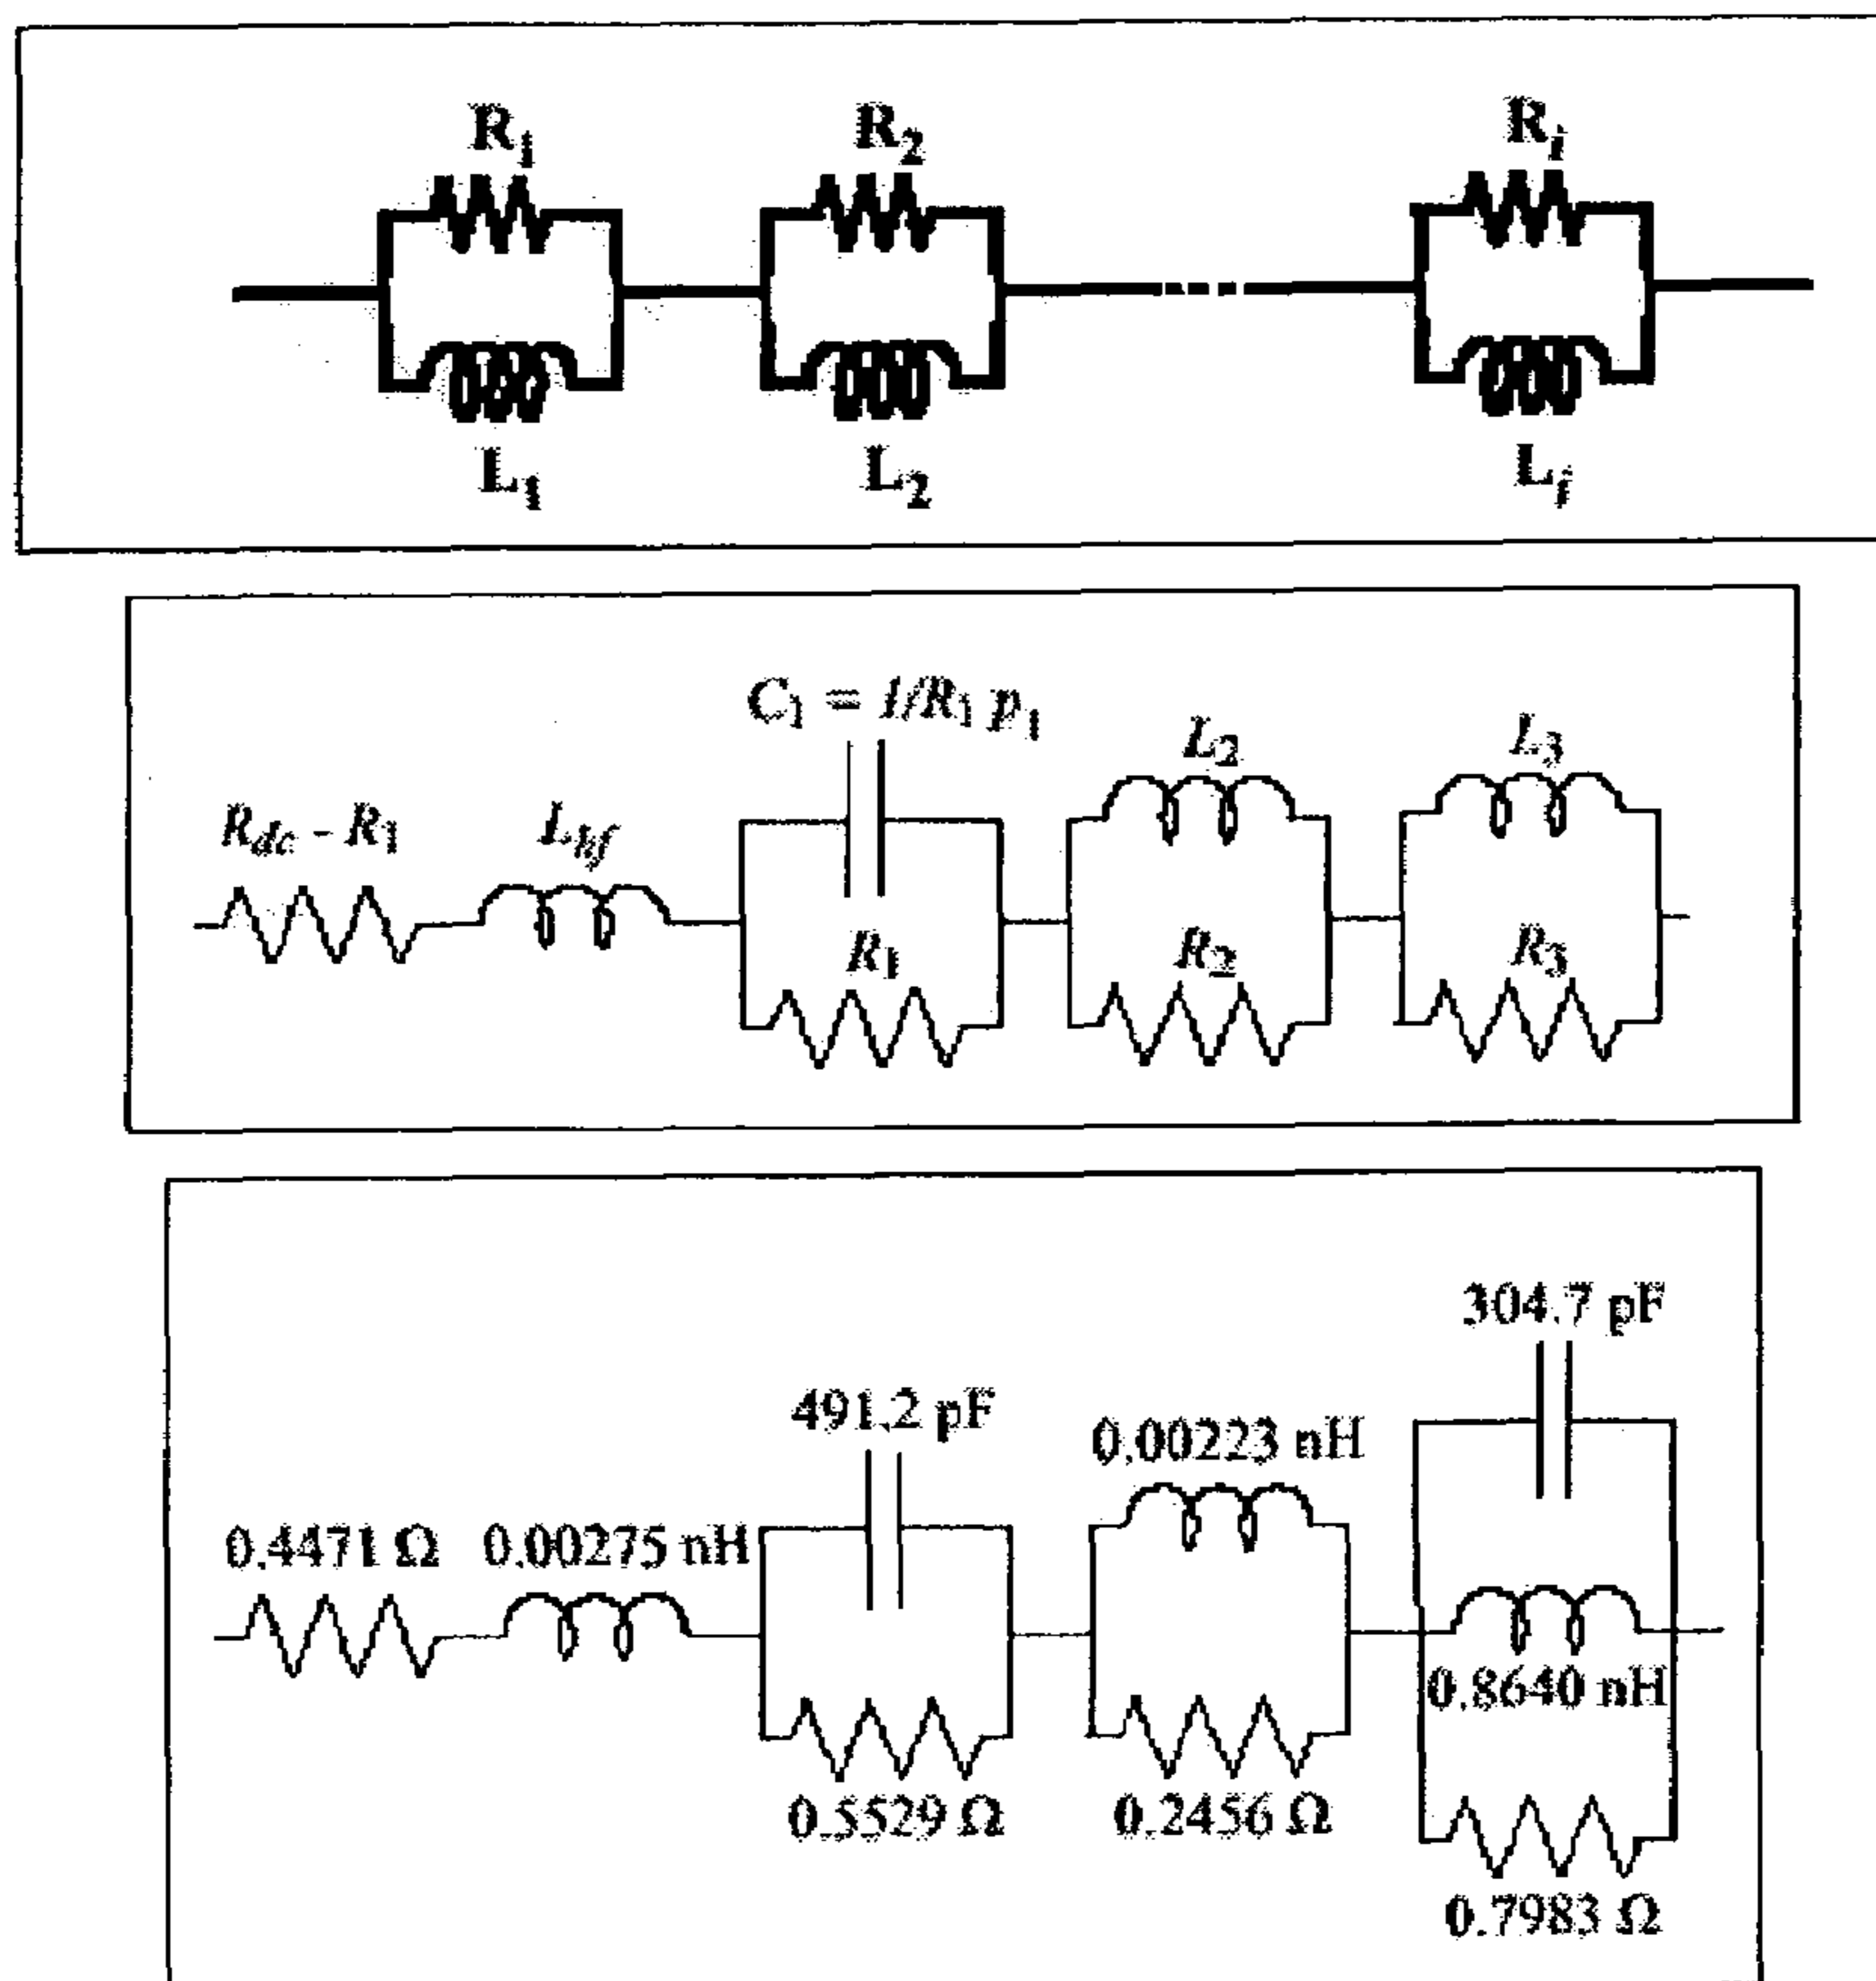 R₁ R₂ Rᵢ
L₁ L₂ Lᵢ
C₁ = 1/R₁ p₁
L₂ L₃
R_dc - R₁ L_hf
R₁ R₂ R₃
304.7 pF
491.2 pF
0.00223 nH
0.4471 Ω 0.00275 nH
0.8640 nH
0.5529 Ω 0.2456 Ω
0.7983 Ω